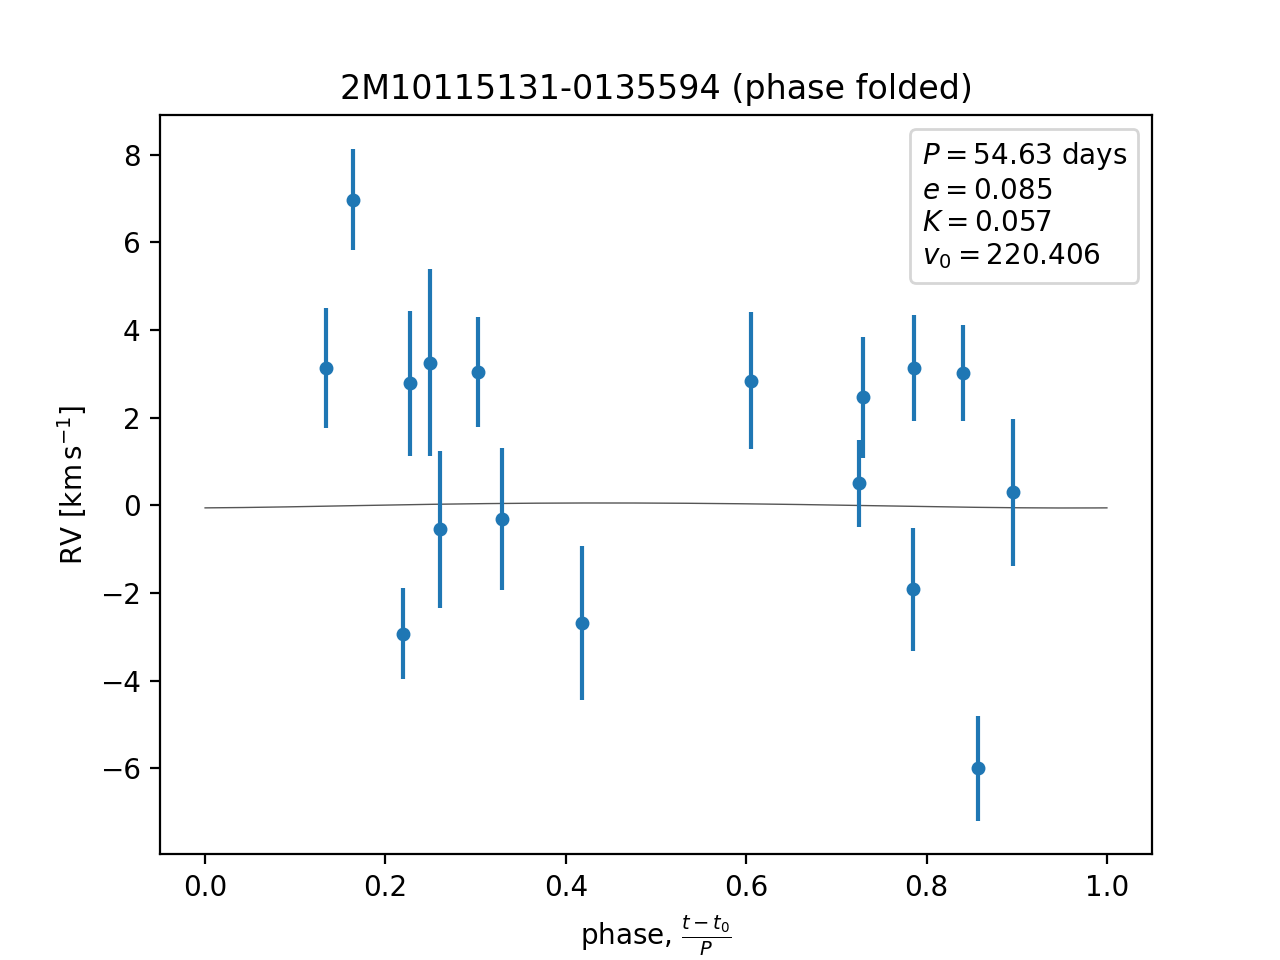 2M10115131-0135594 (phase folded)
P = 54.63 days
e = 0.085
K = 0.057
v₀ = 220.406
8
6
4
2
0
−2
−4
−6
RV [km s⁻¹]
0.0 0.2 0.4 0.6 0.8 1.0
phase, (t − t₀)/P